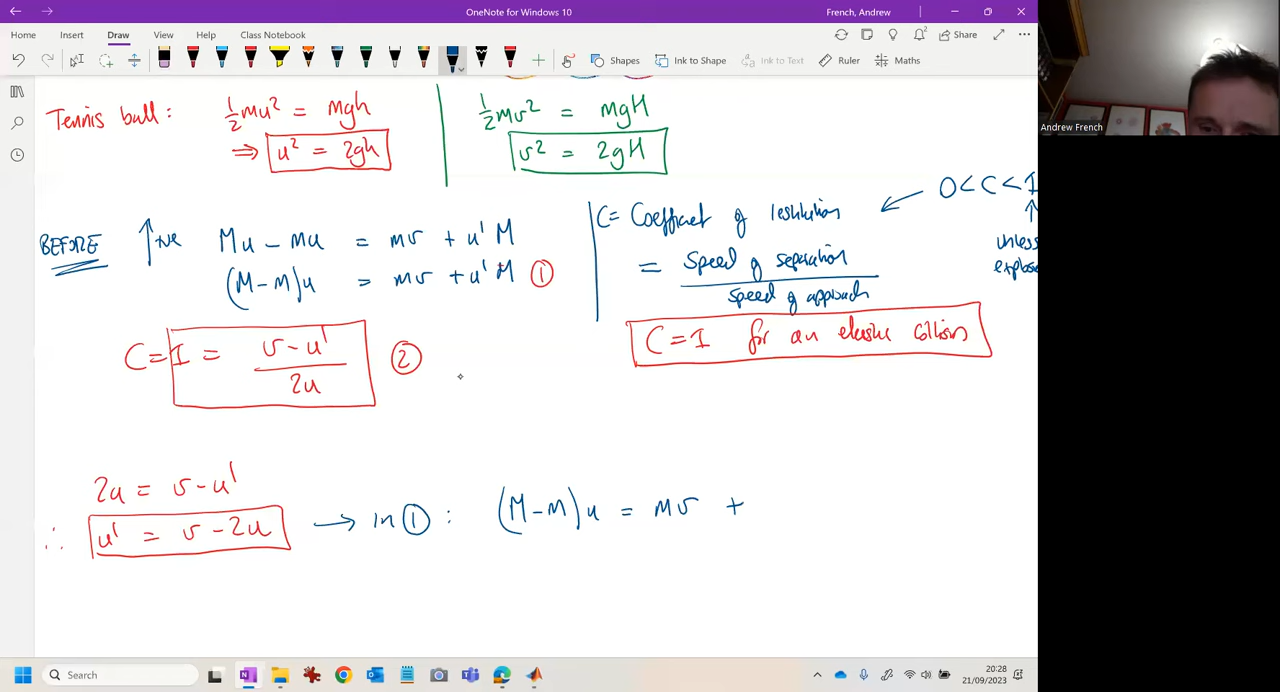 OneNote for Windows 10
French, Andrew
Home Insert Draw View Help Class Notebook
Share
Shapes Ink to Shape Ink to Text Ruler Maths
Andrew French
Tennis ball: ½mu² = mgh
⇒ u² = 2gh
½mv² = mgH
v² = 2gH
BEFORE ↑+ve Mu - mu = mv + u'M
(M-m)u = mv + u'M ①
C = 1 = (v - u')/2u ②
C = Coefficient of restitution
= Speed of separation / speed of approach
← 0 < C < 1
↑
unless
C = 1 for an elastic collision
2u = v - u'
∴ u' = v - 2u → in ① : (M-m)u = mv +
Search
20:28
21/09/2023